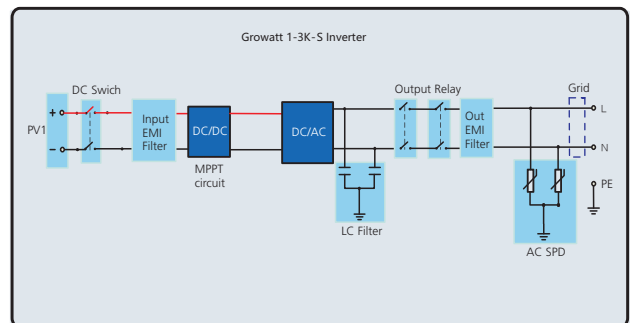 Growatt 1-3K-S Inverter
DC Swich
Output Relay
Grid
+
PV1
−
Input
EMI
Filter
DC/DC
MPPT
circuit
DC/AC
LC Filter
Out
EMI
Filter
L
N
PE
AC SPD